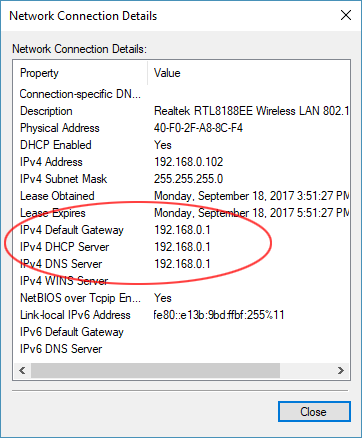 Network Connection Details
Network Connection Details:
Property Value
Connection-specific DN...
Description Realtek RTL8188EE Wireless LAN 802.1
Physical Address 40-F0-2F-A8-8C-F4
DHCP Enabled Yes
IPv4 Address 192.168.0.102
IPv4 Subnet Mask 255.255.255.0
Lease Obtained Monday, September 18, 2017 3:51:27 PM
Lease Expires Monday, September 18, 2017 5:51:27 PM
IPv4 Default Gateway 192.168.0.1
IPv4 DHCP Server 192.168.0.1
IPv4 DNS Server 192.168.0.1
IPv4 WINS Server
NetBIOS over Tcpip En... Yes
Link-local IPv6 Address fe80::e13b:9bd:ffbf:255%11
IPv6 Default Gateway
IPv6 DNS Server
Close